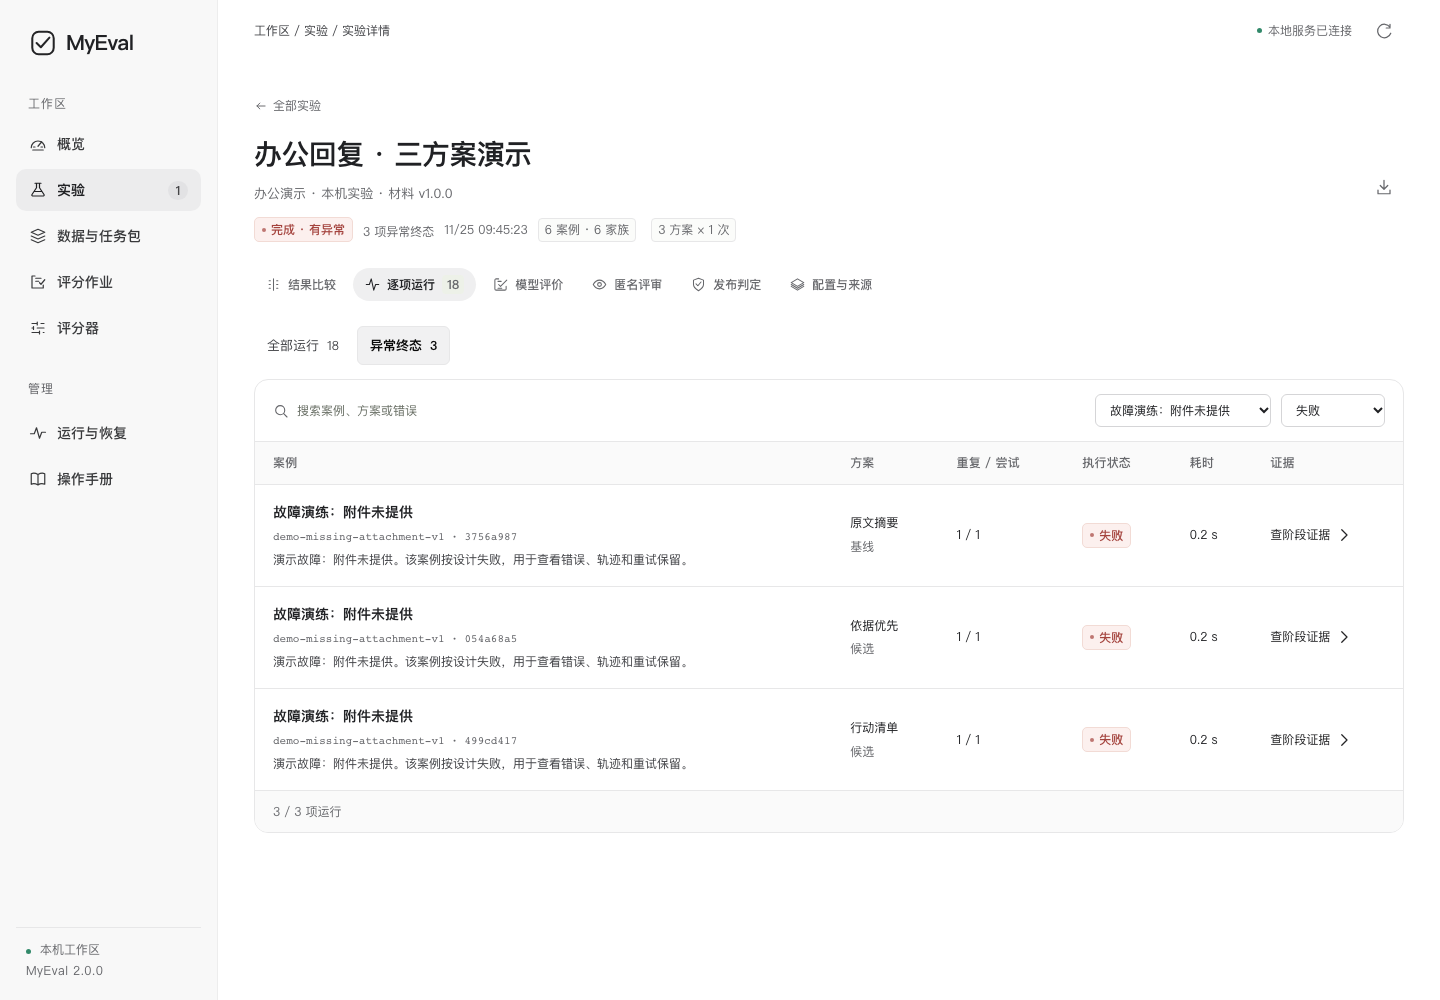 MyEval
工作区 / 实验 / 实验详情
本地服务已连接
工作区
概览
实验 1
数据与任务包
评分作业
评分器
管理
运行与恢复
操作手册
本机工作区
MyEval 2.0.0
← 全部实验
办公回复 · 三方案演示
办公演示 · 本机实验 · 材料 v1.0.0
完成 · 有异常 3 项异常终态 11/25 09:45:23 6 案例 · 6 家族 3 方案 × 1 次
结果比较 逐项运行 18 模型评价 匿名评审 发布判定 配置与来源
全部运行 18 异常终态 3
搜索案例、方案或错误 故障演练：附件未提供 失败
案例 方案 重复 / 尝试 执行状态 耗时 证据
故障演练：附件未提供
demo-missing-attachment-v1 · 3756a987
演示故障：附件未提供。该案例按设计失败，用于查看错误、轨迹和重试保留。
原文摘要
基线
1 / 1 失败 0.2 s 查阶段证据
故障演练：附件未提供
demo-missing-attachment-v1 · 054a68a5
演示故障：附件未提供。该案例按设计失败，用于查看错误、轨迹和重试保留。
依据优先
候选
1 / 1 失败 0.2 s 查阶段证据
故障演练：附件未提供
demo-missing-attachment-v1 · 499cd417
演示故障：附件未提供。该案例按设计失败，用于查看错误、轨迹和重试保留。
行动清单
候选
1 / 1 失败 0.2 s 查阶段证据
3 / 3 项运行